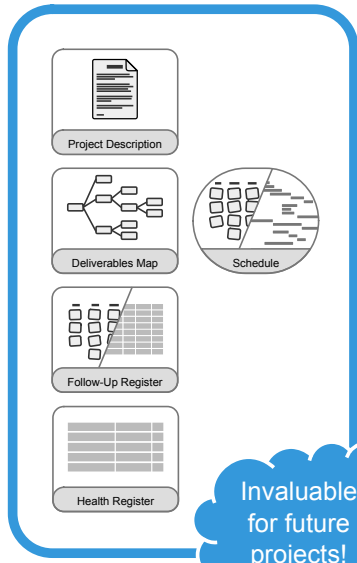 Project Description
Deliverables Map
Schedule
Follow-Up Register
Health Register
Invaluable
for future
projects!